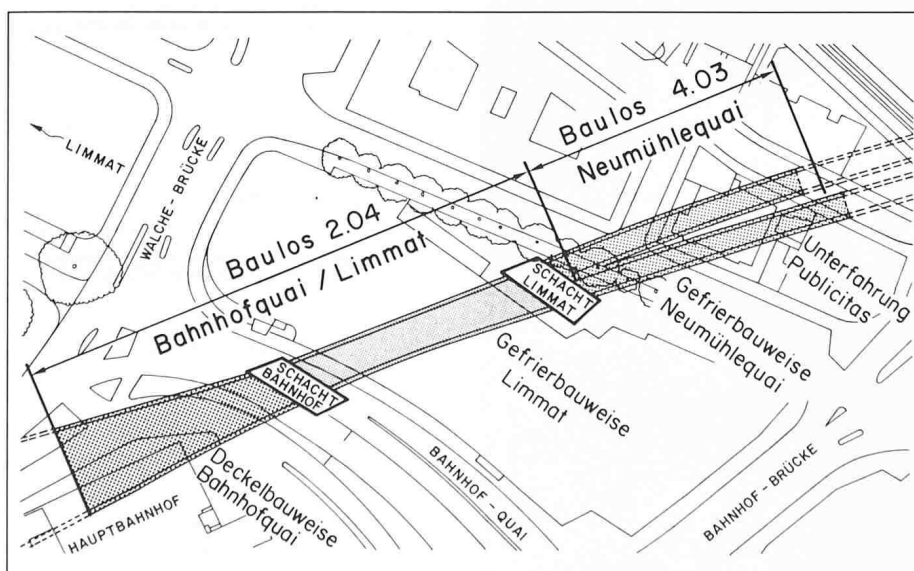 Baulos 4.03
Neumühlequai
LIMMAT
WALCHE-BRÜCKE
Baulos 2.04
Bahnhofquai / Limmat
SCHACHT
LIMMAT
Unterfahrung
Publicitas
Gefrierbauweise
Neumühlequai
Gefrierbauweise
Limmat
SCHACHT
BAHNHOF
Deckelbauweise
Bahnhofquai
HAUPTBAHNHOF
BAHNHOF-QUAI
BAHNHOF-BRÜCKE